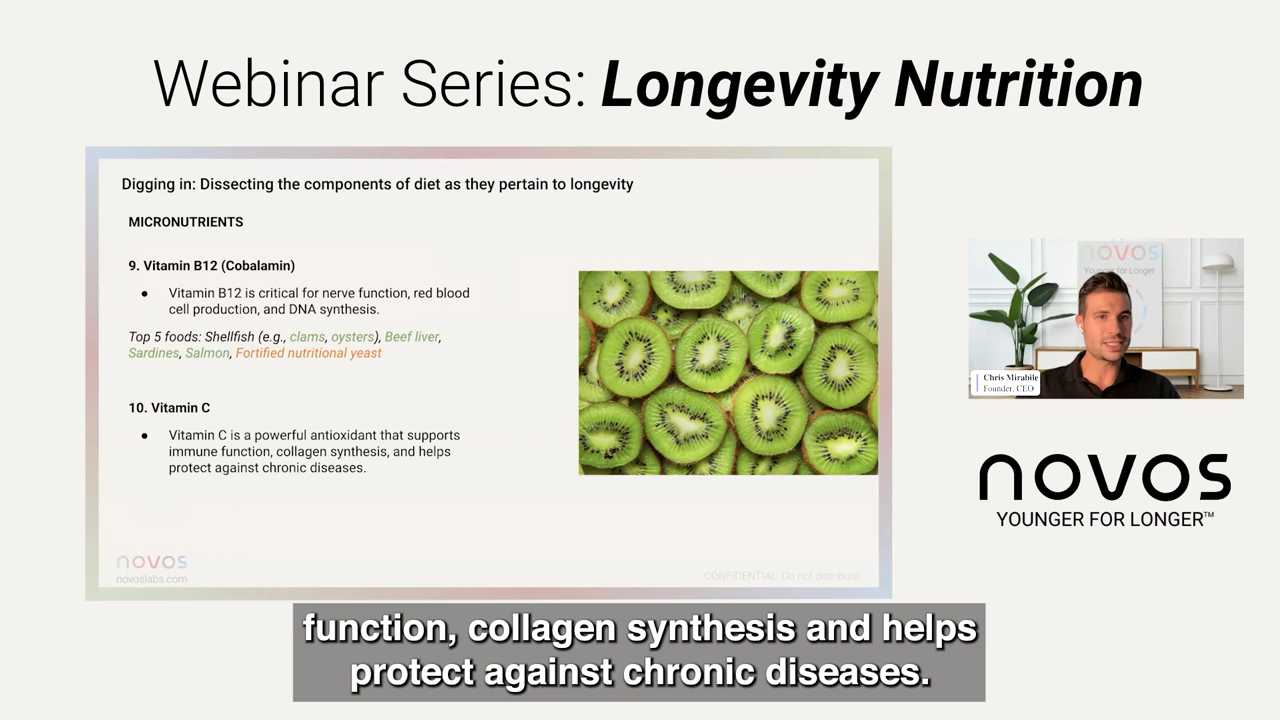 Webinar Series: Longevity Nutrition
Digging in: Dissecting the components of diet as they pertain to longevity
MICRONUTRIENTS
9. Vitamin B12 (Cobalamin)
● Vitamin B12 is critical for nerve function, red blood
cell production, and DNA synthesis.
Top 5 foods: Shellfish (e.g., clams, oysters), Beef liver,
Sardines, Salmon, Fortified nutritional yeast
10. Vitamin C
● Vitamin C is a powerful antioxidant that supports
immune function, collagen synthesis, and helps
protect against chronic diseases.
novos
novoslabs.com
CONFIDENTIAL. Do not distribute.
novos
Younger for Longer
Chris Mirabile
Founder, CEO
novos
YOUNGER FOR LONGER™
function, collagen synthesis and helps
protect against chronic diseases.